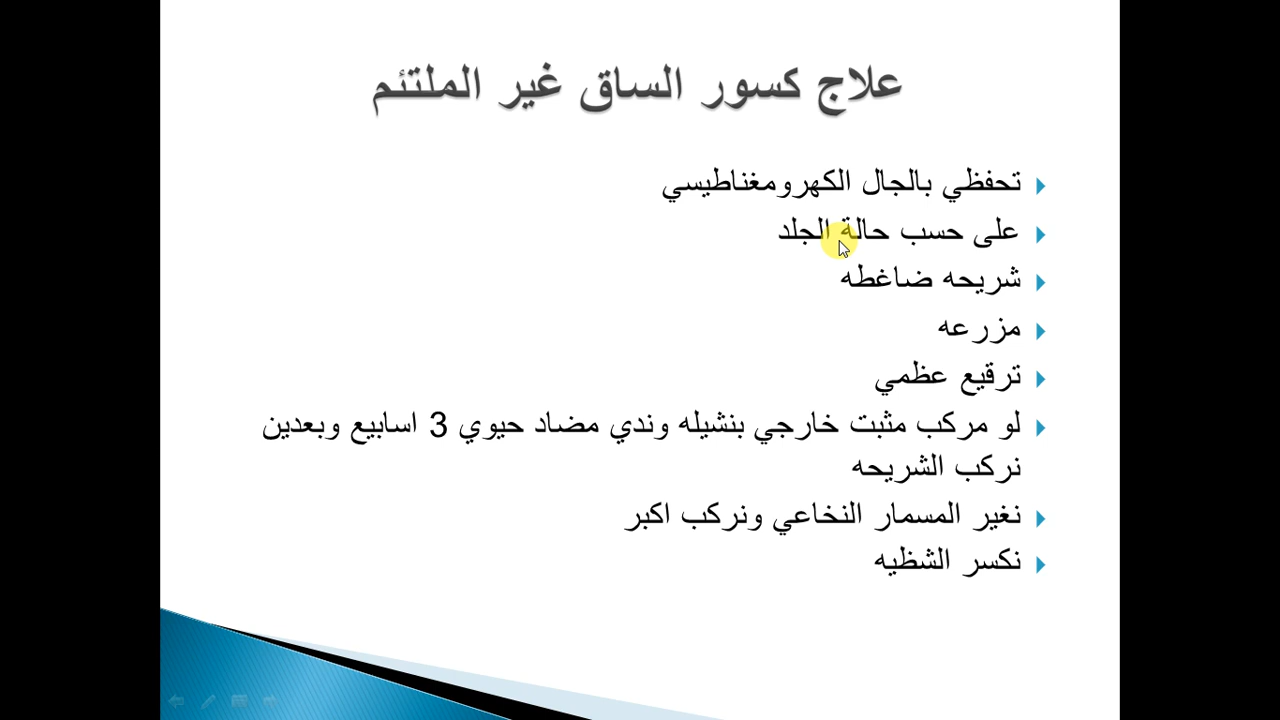 علاج كسور الساق غير الملتئم
تحفظي بالجال الكهرومغناطيسي
على حسب حالة الجلد
شريحه ضاغطه
مزرعه
ترقيع عظمي
لو مركب مثبت خارجي بنشيله وندي مضاد حيوي 3 اسابيع وبعدين
نركب الشريحه
نغير المسمار النخاعي ونركب اكبر
نكسر الشظيه